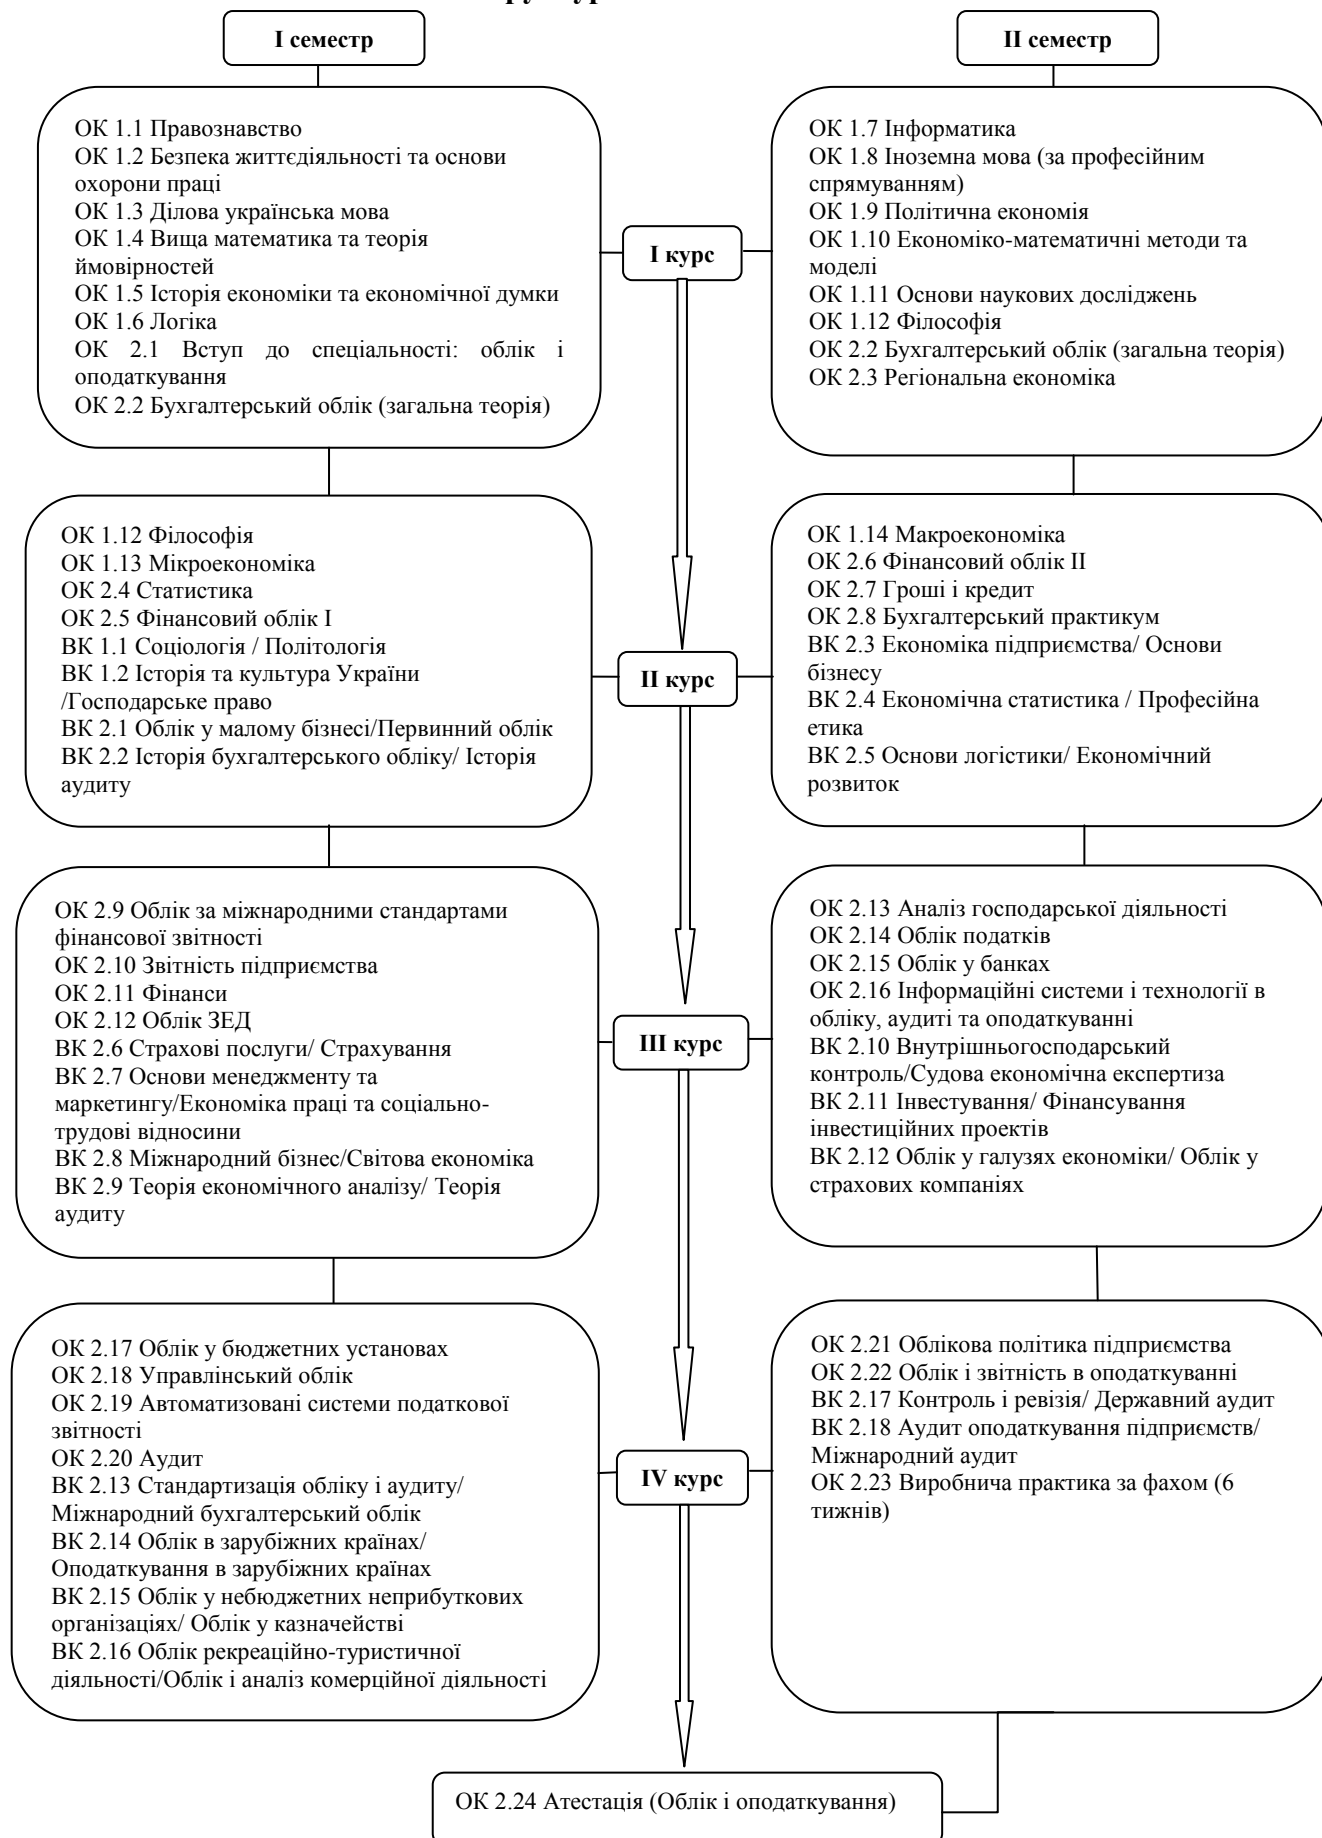 І семестр
ІІ семестр
ОК 1.1 Правознавство
ОК 1.2 Безпека життєдіяльності та основи
охорони праці
ОК 1.3 Ділова українська мова
ОК 1.4 Вища математика та теорія
ймовірностей
ОК 1.5 Історія економіки та економічної думки
ОК 1.6 Логіка
ОК 2.1 Вступ до спеціальності: облік і
оподаткування
ОК 2.2 Бухгалтерський облік (загальна теорія)
І курс
ОК 1.7 Інформатика
ОК 1.8 Іноземна мова (за професійним
спрямуванням)
ОК 1.9 Політична економія
ОК 1.10 Економіко-математичні методи та
моделі
ОК 1.11 Основи наукових досліджень
ОК 1.12 Філософія
ОК 2.2 Бухгалтерський облік (загальна теорія)
ОК 2.3 Регіональна економіка
ОК 1.12 Філософія
ОК 1.13 Мікроекономіка
ОК 2.4 Статистика
ОК 2.5 Фінансовий облік І
ВК 1.1 Соціологія / Політологія
ВК 1.2 Історія та культура України
/Господарське право
ВК 2.1 Облік у малому бізнесі/Первинний облік
ВК 2.2 Історія бухгалтерського обліку/ Історія
аудиту
ІІ курс
ОК 1.14 Макроекономіка
ОК 2.6 Фінансовий облік ІІ
ОК 2.7 Гроші і кредит
ОК 2.8 Бухгалтерський практикум
ВК 2.3 Економіка підприємства/ Основи
бізнесу
ВК 2.4 Економічна статистика / Професійна
етика
ВК 2.5 Основи логістики/ Економічний
розвиток
ОК 2.9 Облік за міжнародними стандартами
фінансової звітності
ОК 2.10 Звітність підприємства
ОК 2.11 Фінанси
ОК 2.12 Облік ЗЕД
ВК 2.6 Страхові послуги/ Страхування
ВК 2.7 Основи менеджменту та
маркетингу/Економіка праці та соціально-
трудові відносини
ВК 2.8 Міжнародний бізнес/Світова економіка
ВК 2.9 Теорія економічного аналізу/ Теорія
аудиту
ІІІ курс
ОК 2.13 Аналіз господарської діяльності
ОК 2.14 Облік податків
ОК 2.15 Облік у банках
ОК 2.16 Інформаційні системи і технології в
обліку, аудиті та оподаткуванні
ВК 2.10 Внутрішньогосподарський
контроль/Судова економічна експертиза
ВК 2.11 Інвестування/ Фінансування
інвестиційних проектів
ВК 2.12 Облік у галузях економіки/ Облік у
страхових компаніях
ОК 2.17 Облік у бюджетних установах
ОК 2.18 Управлінський облік
ОК 2.19 Автоматизовані системи податкової
звітності
ОК 2.20 Аудит
ВК 2.13 Стандартизація обліку і аудиту/
Міжнародний бухгалтерський облік
ВК 2.14 Облік в зарубіжних країнах/
Оподаткування в зарубіжних країнах
ВК 2.15 Облік у небюджетних неприбуткових
організаціях/ Облік у казначействі
ВК 2.16 Облік рекреаційно-туристичної
діяльності/Облік і аналіз комерційної діяльності
IV курс
ОК 2.21 Облікова політика підприємства
ОК 2.22 Облік і звітність в оподаткуванні
ВК 2.17 Контроль і ревізія/ Державний аудит
ВК 2.18 Аудит оподаткування підприємств/
Міжнародний аудит
ОК 2.23 Виробнича практика за фахом (6
тижнів)
ОК 2.24 Атестація (Облік і оподаткування)